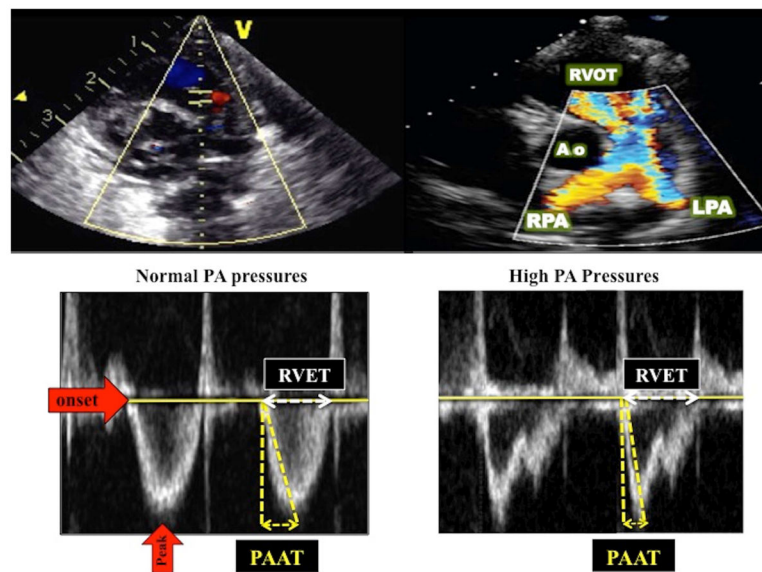 V
1
2
3
RVOT
Ao
RPA
LPA
Normal PA pressures
High PA Pressures
onset
RVET
RVET
Peak
PAAT
PAAT